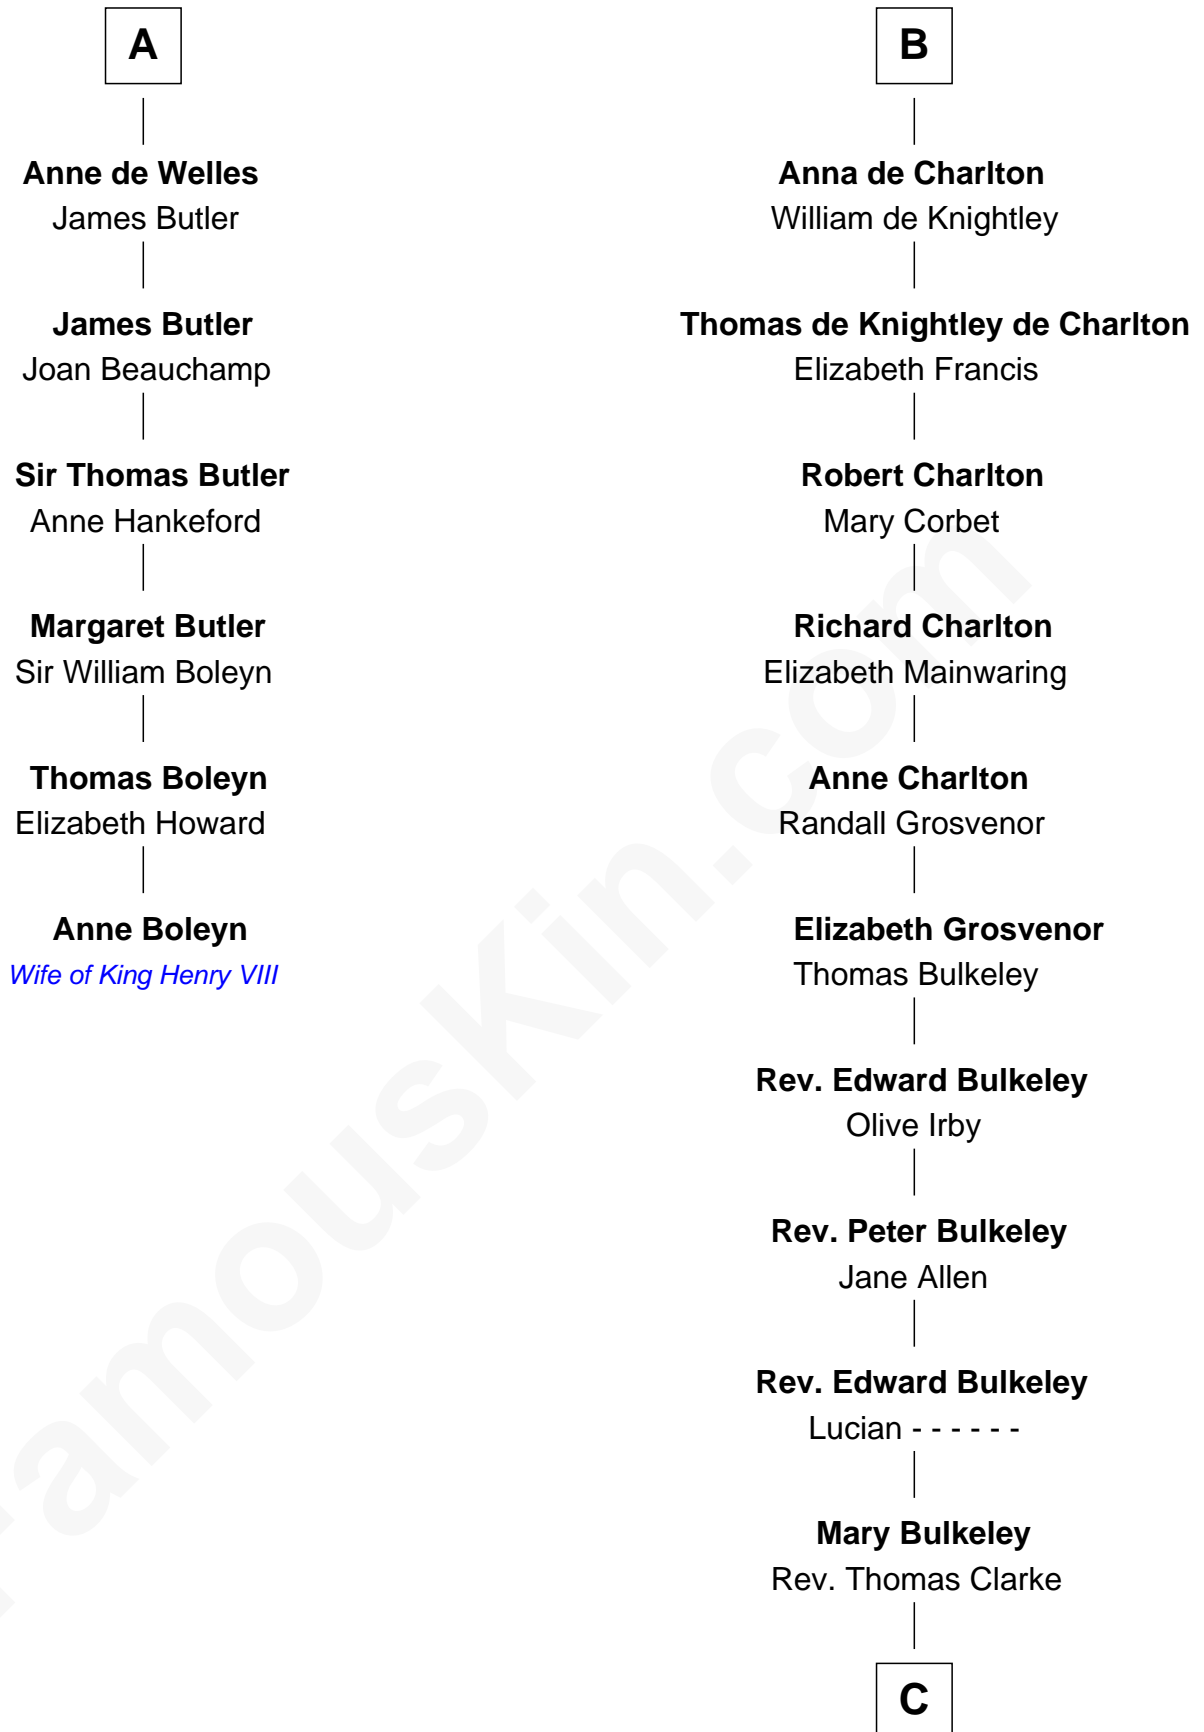 A
Anne de Welles
James Butler
James Butler
Joan Beauchamp
Sir Thomas Butler
Anne Hankeford
Margaret Butler
Sir William Boleyn
Thomas Boleyn
Elizabeth Howard
Anne Boleyn
Wife of King Henry VIII
B
Anna de Charlton
William de Knightley
Thomas de Knightley de Charlton
Elizabeth Francis
Robert Charlton
Mary Corbet
Richard Charlton
Elizabeth Mainwaring
Anne Charlton
Randall Grosvenor
Elizabeth Grosvenor
Thomas Bulkeley
Rev. Edward Bulkeley
Olive Irby
Rev. Peter Bulkeley
Jane Allen
Rev. Edward Bulkeley
Lucian - - - - - -
Mary Bulkeley
Rev. Thomas Clarke
C
FamousKin.com